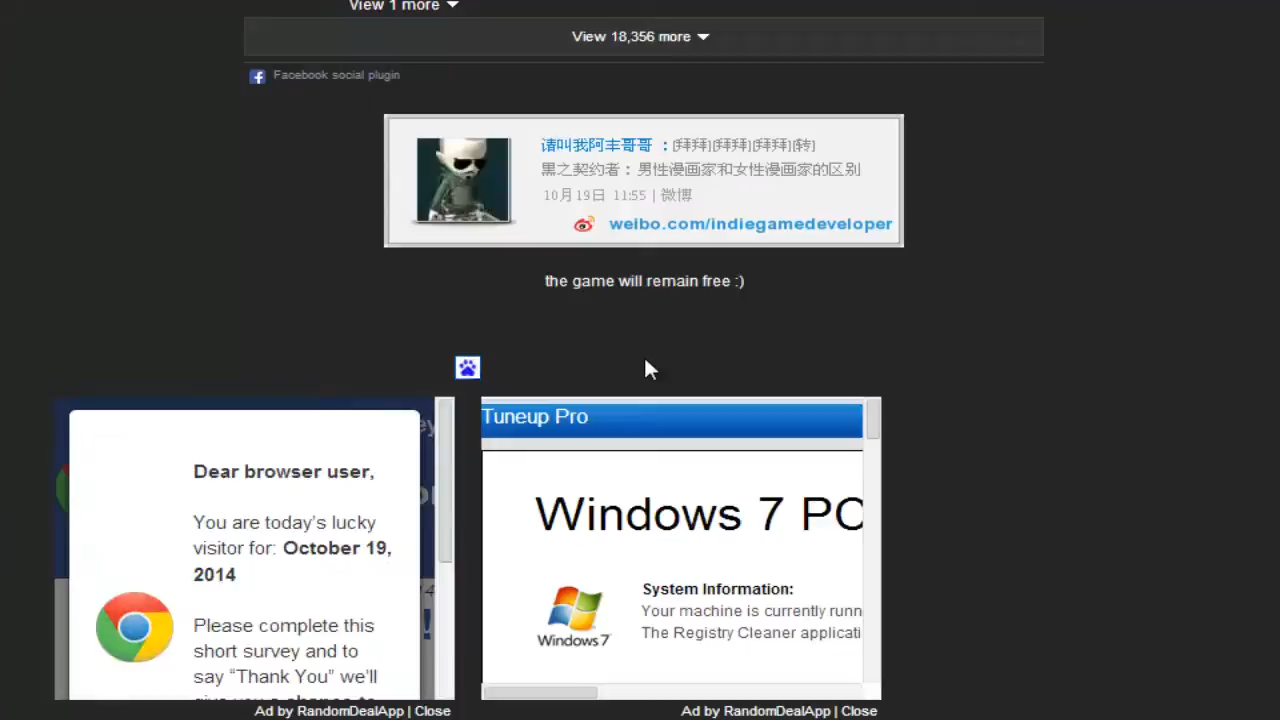 View 1 more
View 18,356 more
Facebook social plugin
请叫我阿丰哥哥 : [拜拜][拜拜][拜拜][转]
黑之契约者: 男性漫画家和女性漫画家的区别
10月19日 11:55 | 微博
weibo.com/indiegamedeveloper
the game will remain free :)
Dear browser user,
You are today's lucky
visitor for: October 19,
2014
Please complete this
short survey and to
say “Thank You” we'll
give you a chance to
Ad by RandomDealApp | Close
Tuneup Pro
Windows 7 PC
System Information:
Your machine is currently runn
The Registry Cleaner applicati
Windows 7
Ad by RandomDealApp | Close